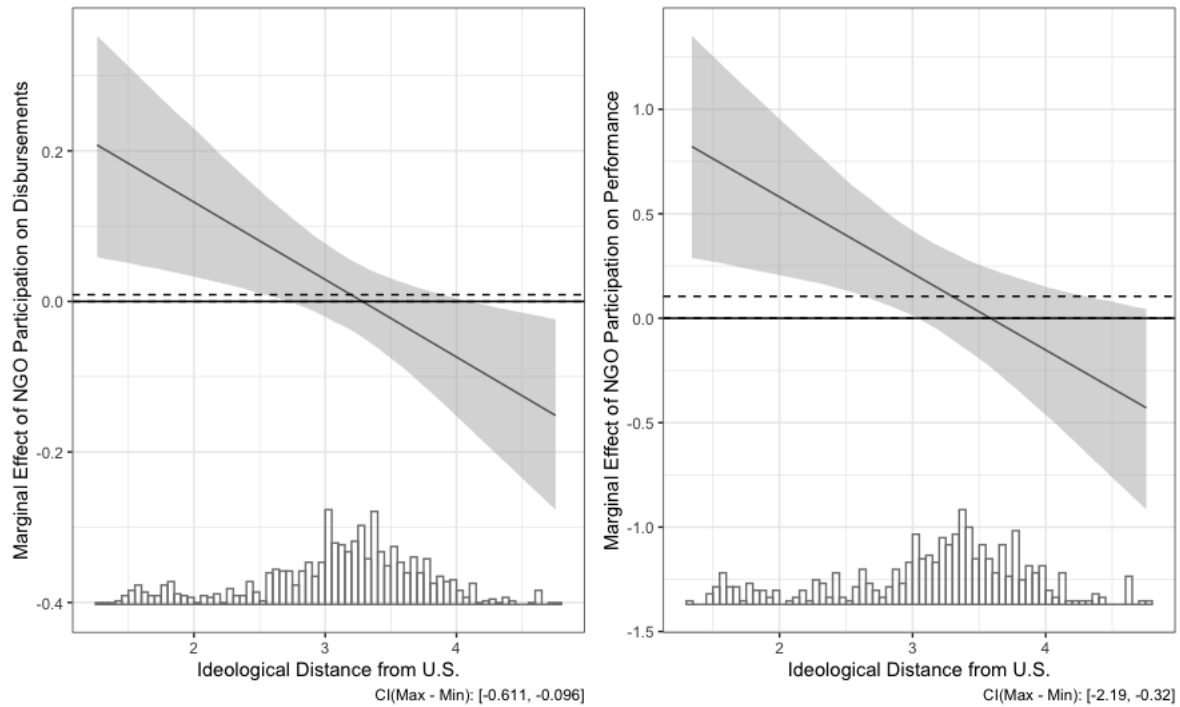 Marginal Effect of NGO Participation on Disbursements
0.2
0.0
-0.2
-0.4
2
3
4
Ideological Distance from U.S.
CI(Max - Min): [-0.611, -0.096]
Marginal Effect of NGO Participation on Performance
1.0
0.5
0.0
-0.5
-1.0
-1.5
2
3
4
Ideological Distance from U.S.
CI(Max - Min): [-2.19, -0.32]